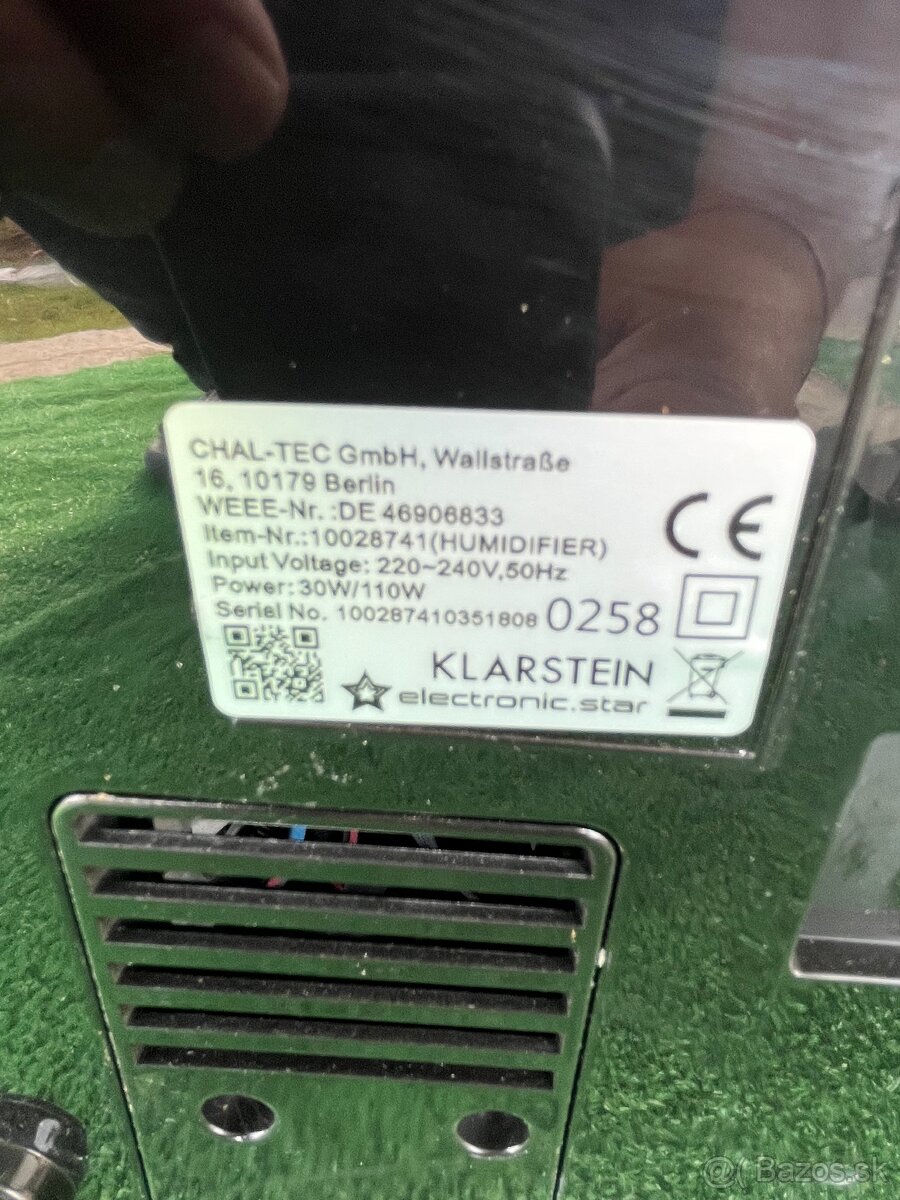 CHAL-TEC GmbH, Wallstraße
16, 10179 Berlin
WEEE-Nr. :DE 46906833
Item-Nr.:10028741(HUMIDIFIER)
Input Voltage: 220~240V,50Hz
Power: 30W/110W
Seriel No. 100287410351808 0258
CE
KLARSTEIN
electronic.star
@ Bazos.sk